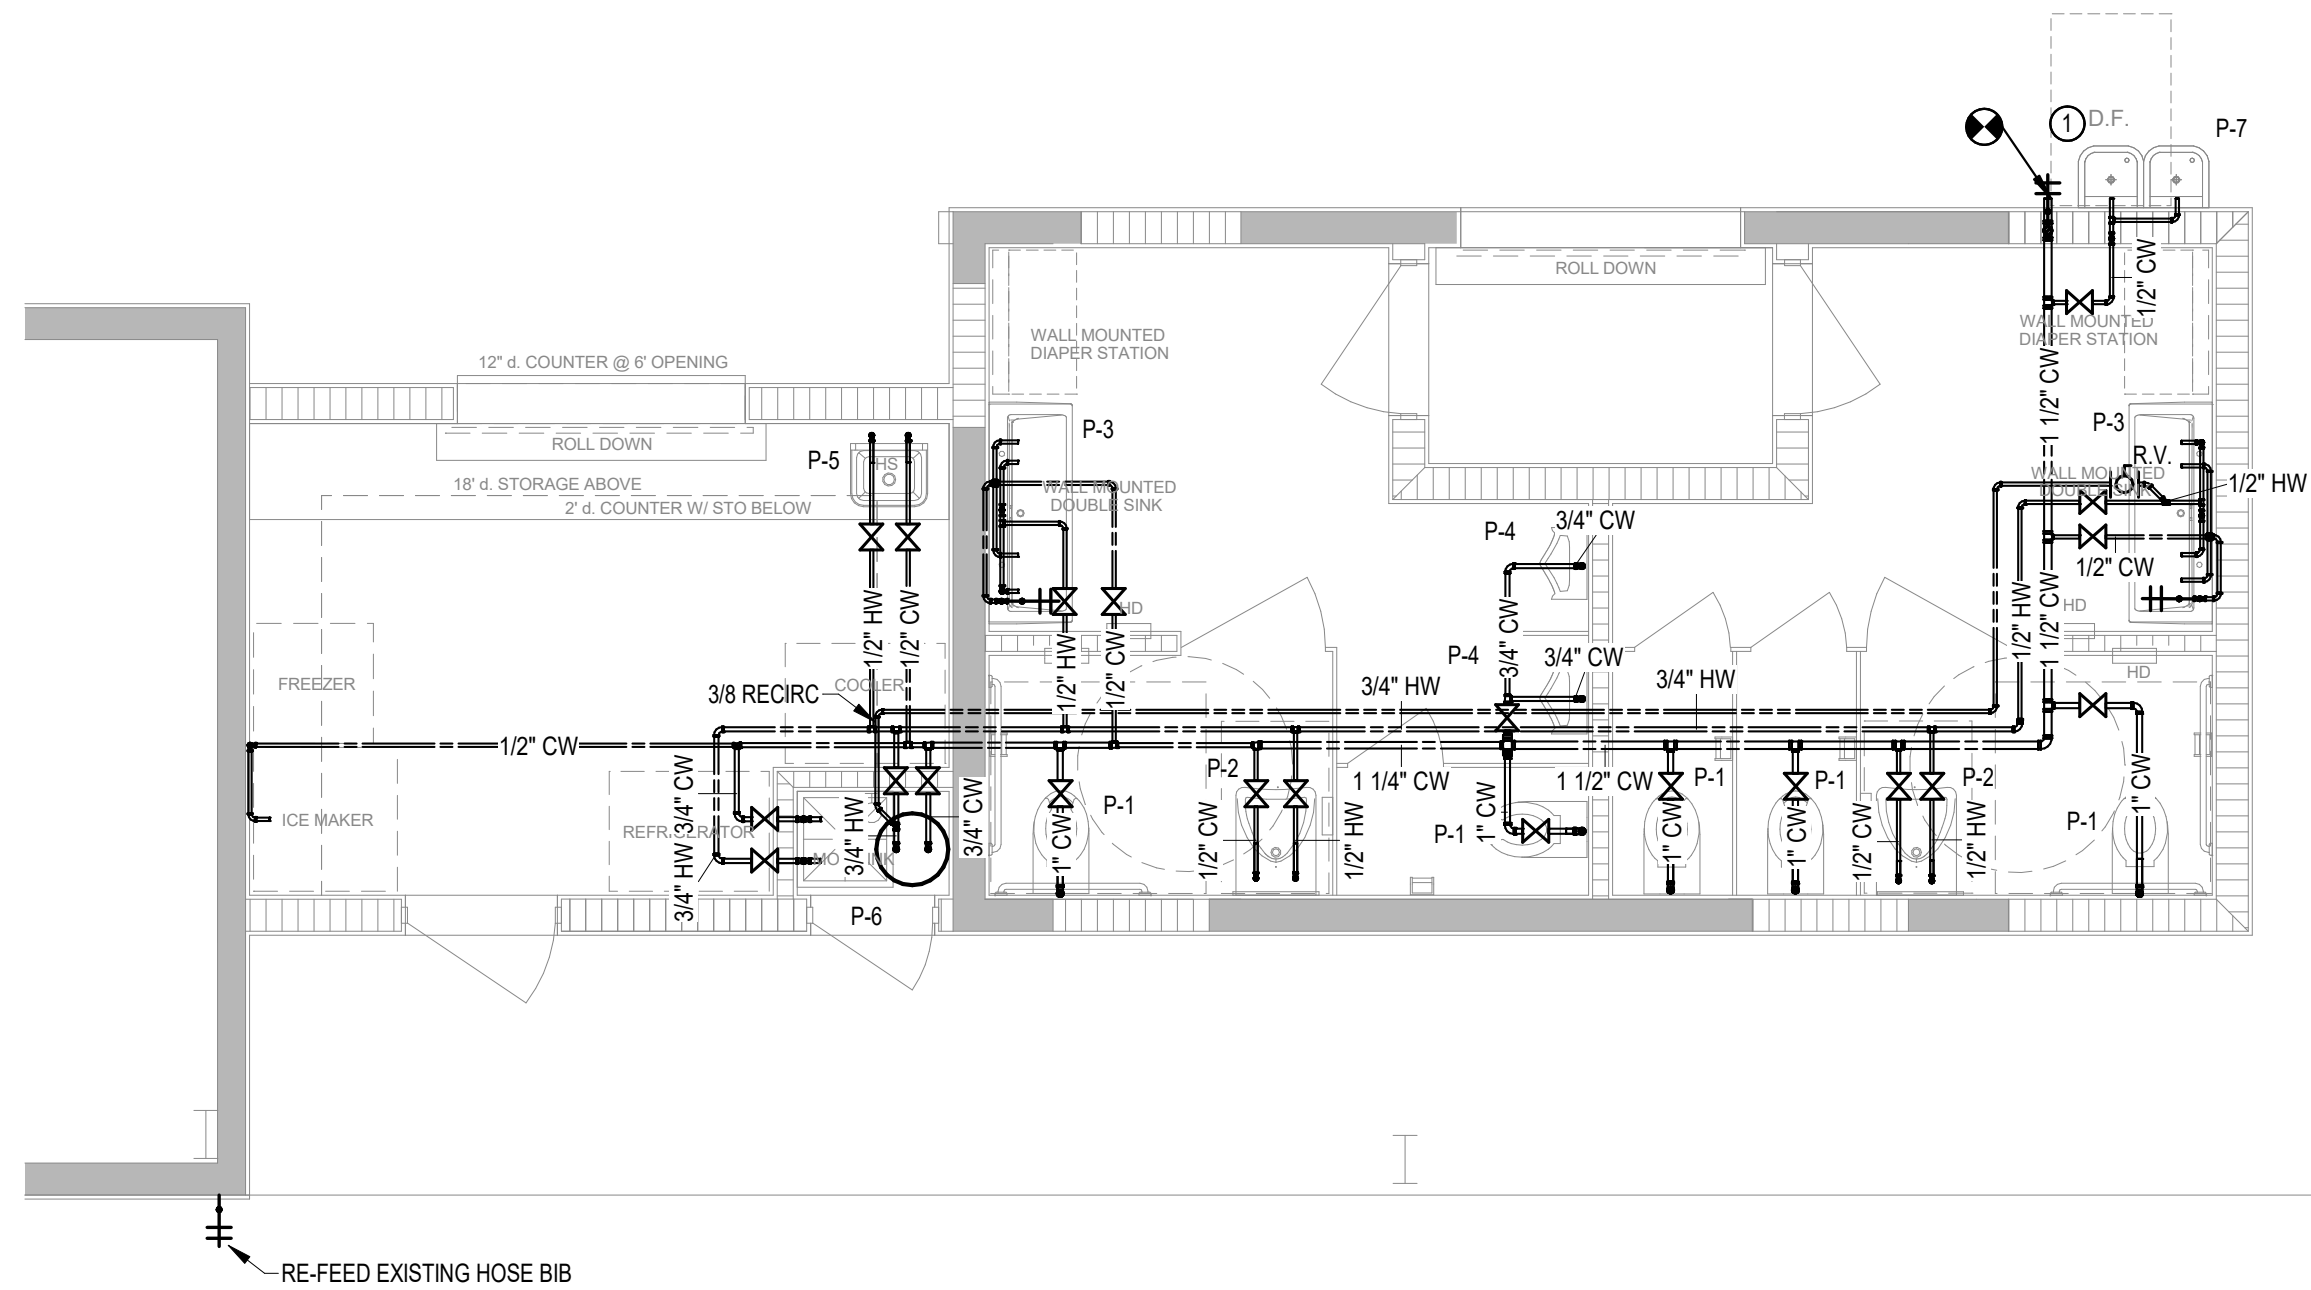 1
D.F.
P-7
ROLL DOWN
1/2" CW
WALL MOUNTED
DIAPER STATION
WALL MOUNTED
DIAPER STATION
12" d. COUNTER @ 6' OPENING
1 1/2" CW
P-3
P-3
ROLL DOWN
P-5
HS
R.V.
18' d. STORAGE ABOVE
2' d. COUNTER W/ STO BELOW
WALL MOUNTED
DOUBLE SINK
WALL MOUNTED
DOUBLE SINK
1/2" HW
P-4
3/4" CW
1/2" CW
HD
HD
1/2" HW
1/2" CW
1/2" HW
1/2" CW
3/4" CW
1/2" HW
1 1/2" CW
P-4
3/4" CW
HD
FREEZER
COOLER
3/8 RECIRC
3/4" HW
3/4" HW
1/2" CW
P-2
1 1/4" CW
1 1/2" CW
P-1
P-1
P-2
3/4" CW
3/4" HW
ICE MAKER
REFRIGERATOR
MOP SINK
3/4" HW
3/4" CW
P-1
1" CW
1/2" CW
1/2" HW
P-1
1" CW
1" CW
1" CW
1/2" CW
1/2" HW
P-1
1" CW
P-6
RE-FEED EXISTING HOSE BIB